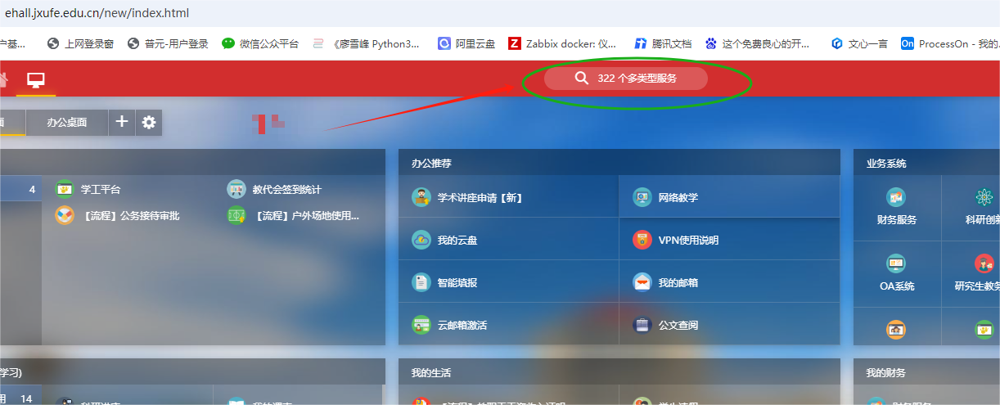 ehall.jxufe.edu.cn/new/index.html
户基... 上网登录窗 普元-用户登录 微信公众平台 《廖雪峰 Python3... 阿里云盘 Zabbix docker: 仪... 腾讯文档 这个免费良心的开... 文心一言 ProcessOn - 我的
322 个多类型服务
面 办公桌面
办公推荐 业务系统
4 学工平台 教代会签到统计
学术讲座申请【新】 网络教学
【流程】公务接待审批 【流程】户外场地使用...
财务服务 科研创新
我的云盘 VPN使用说明
智能填报 我的邮箱
OA系统 研究生教务
云邮箱激活 公文查阅
学习) 我的生活 我的财务
用 14